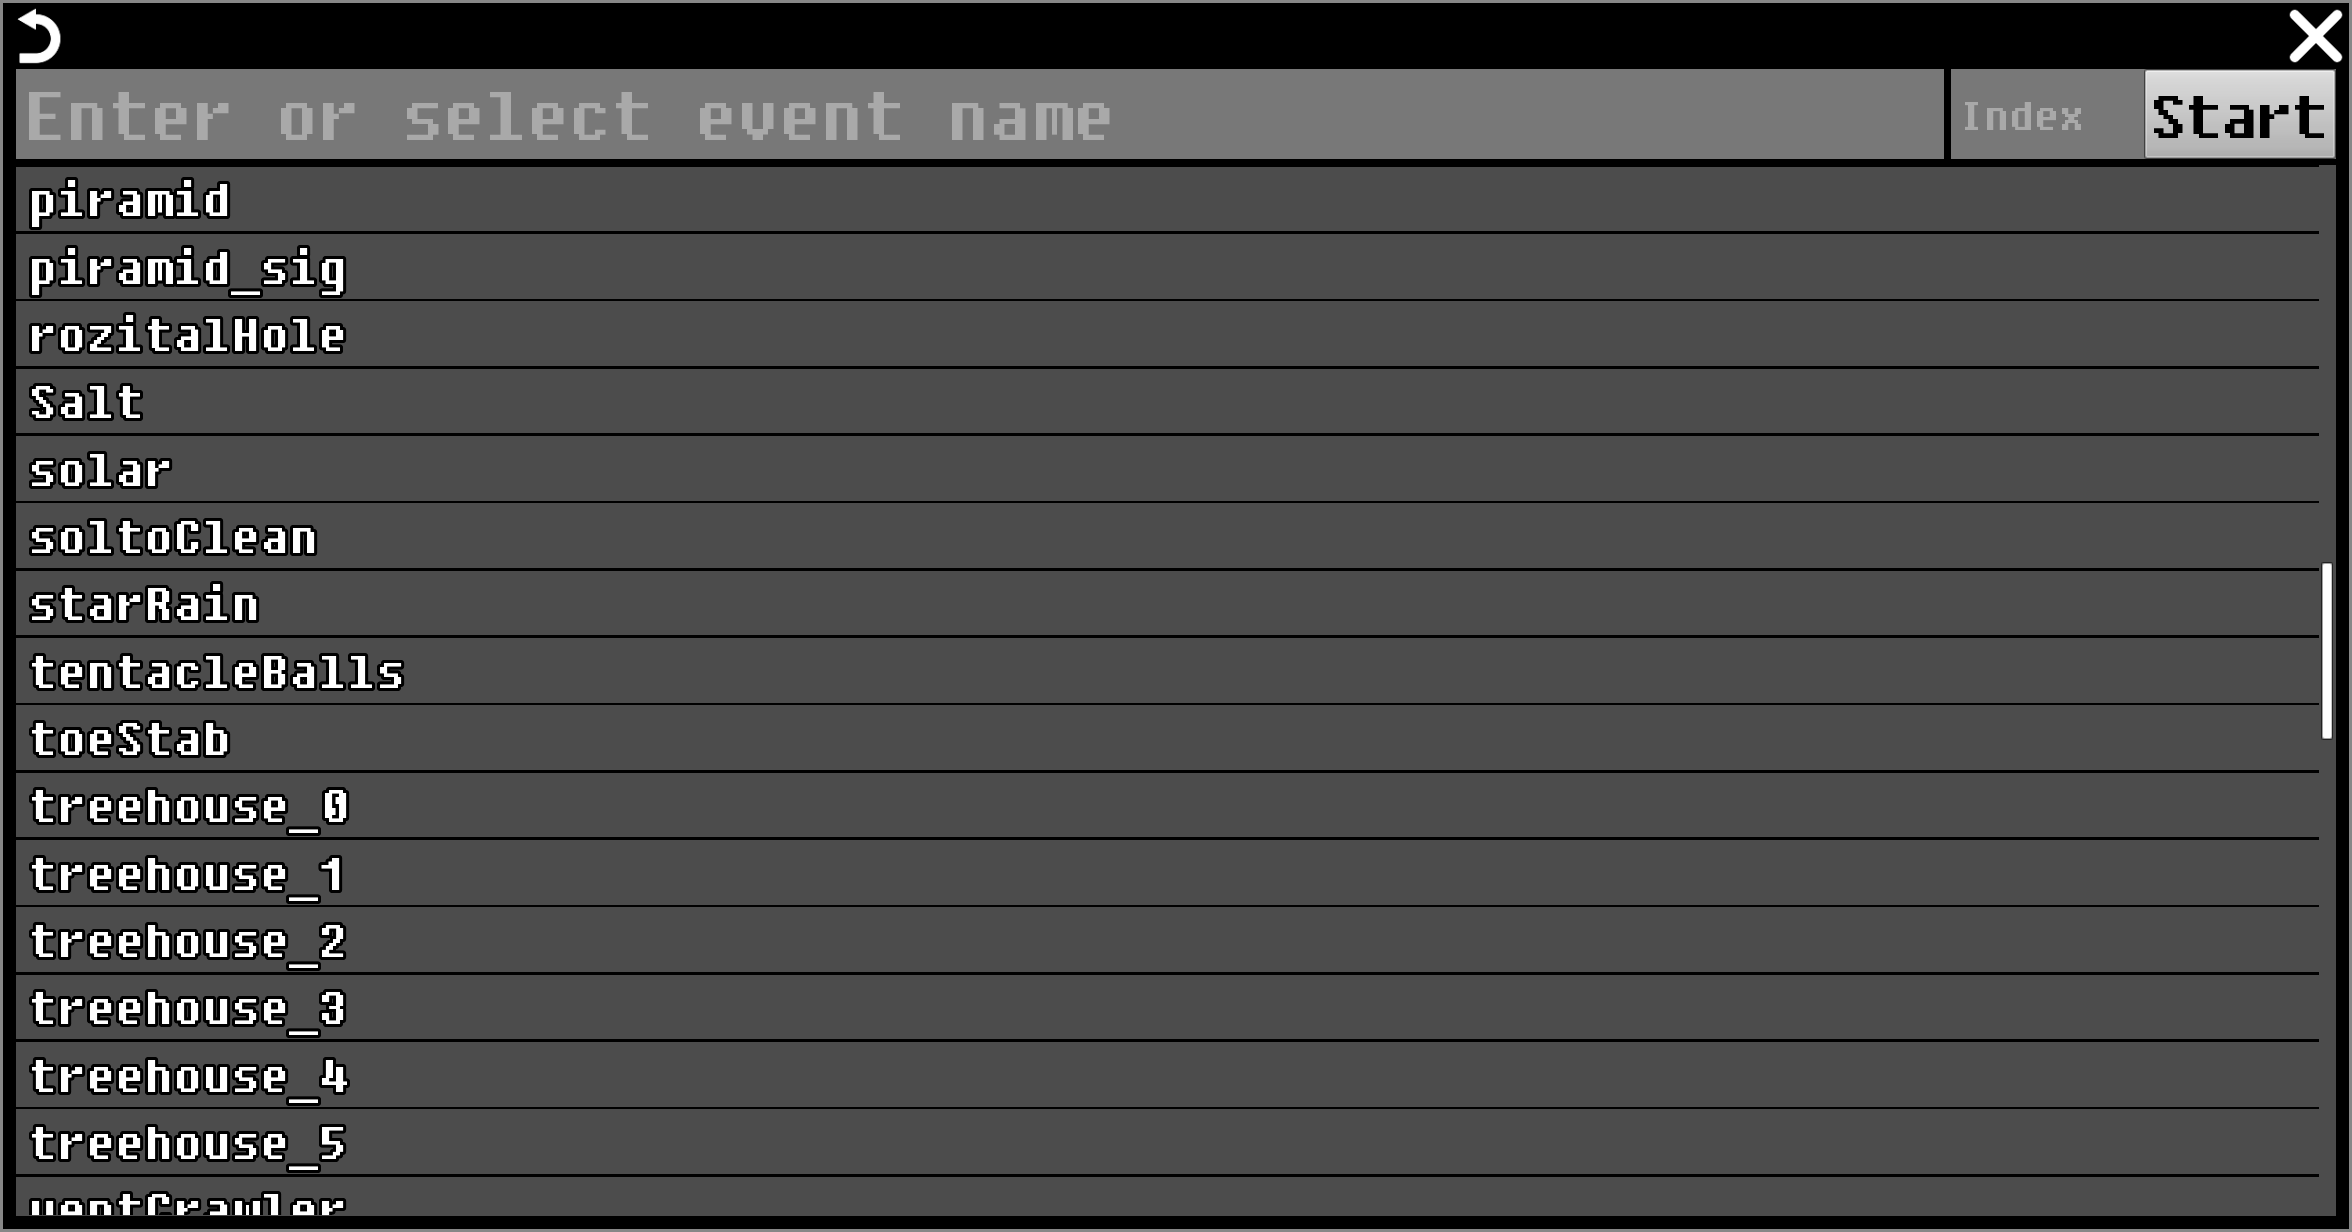 Enter or select event name
Index
Start
piramid
piramid_sig
rozitalHole
Salt
solar
soltoClean
starRain
tentacleBalls
toeStab
treehouse_0
treehouse_1
treehouse_2
treehouse_3
treehouse_4
treehouse_5
ventCrawler